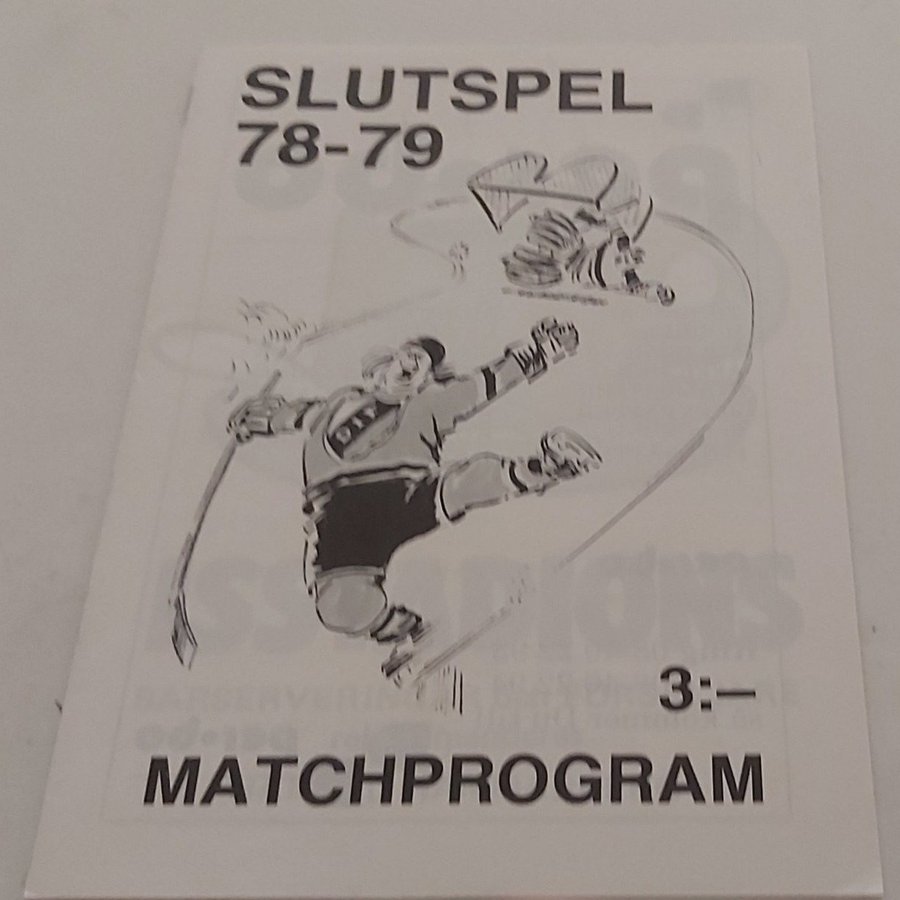 SLUTSPEL
78-79
DIF
3:—
MATCHPROGRAM